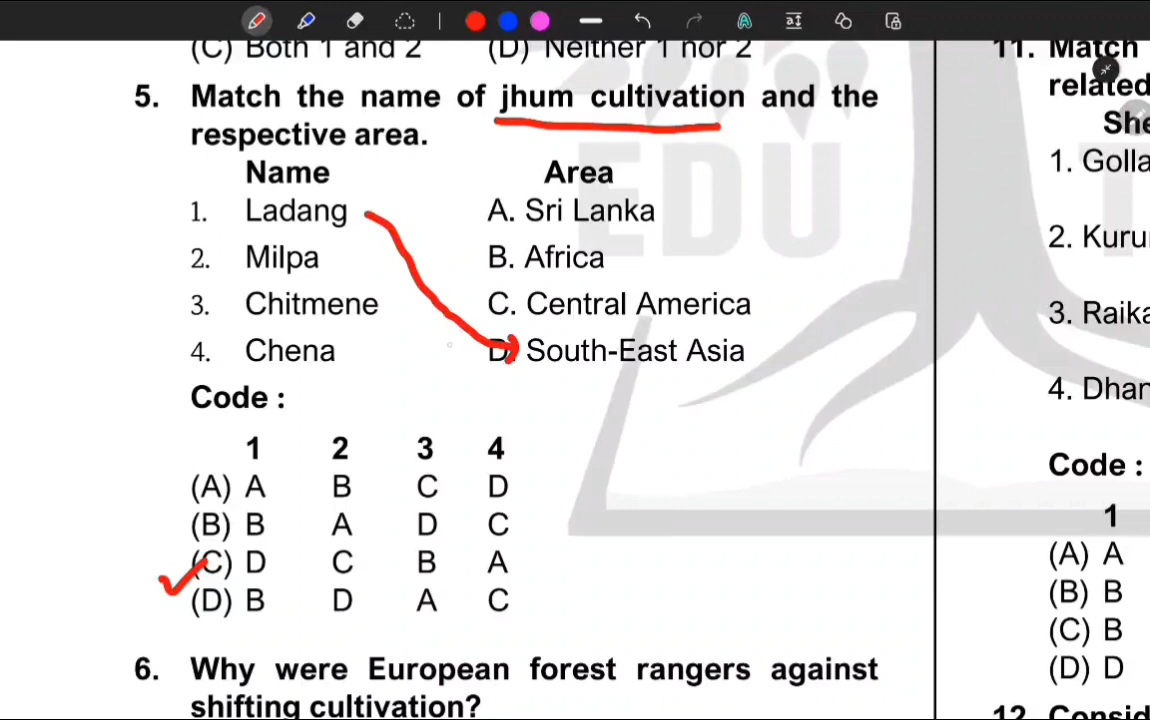 (C) Both 1 and 2 (D) Neither 1 nor 2
5. Match the name of jhum cultivation and the
respective area.
Name Area
1. Ladang A. Sri Lanka
2. Milpa B. Africa
3. Chitmene C. Central America
4. Chena D. South-East Asia
Code :
1 2 3 4
(A) A B C D
(B) B A D C
(C) D C B A
(D) B D A C
6. Why were European forest rangers against
shifting cultivation?
EDU T
11. Match
related
She
1. Golla
2. Kuru
3. Raika
4. Dhan
Code :
1
(A) A
(B) B
(C) B
(D) D
12. Consid